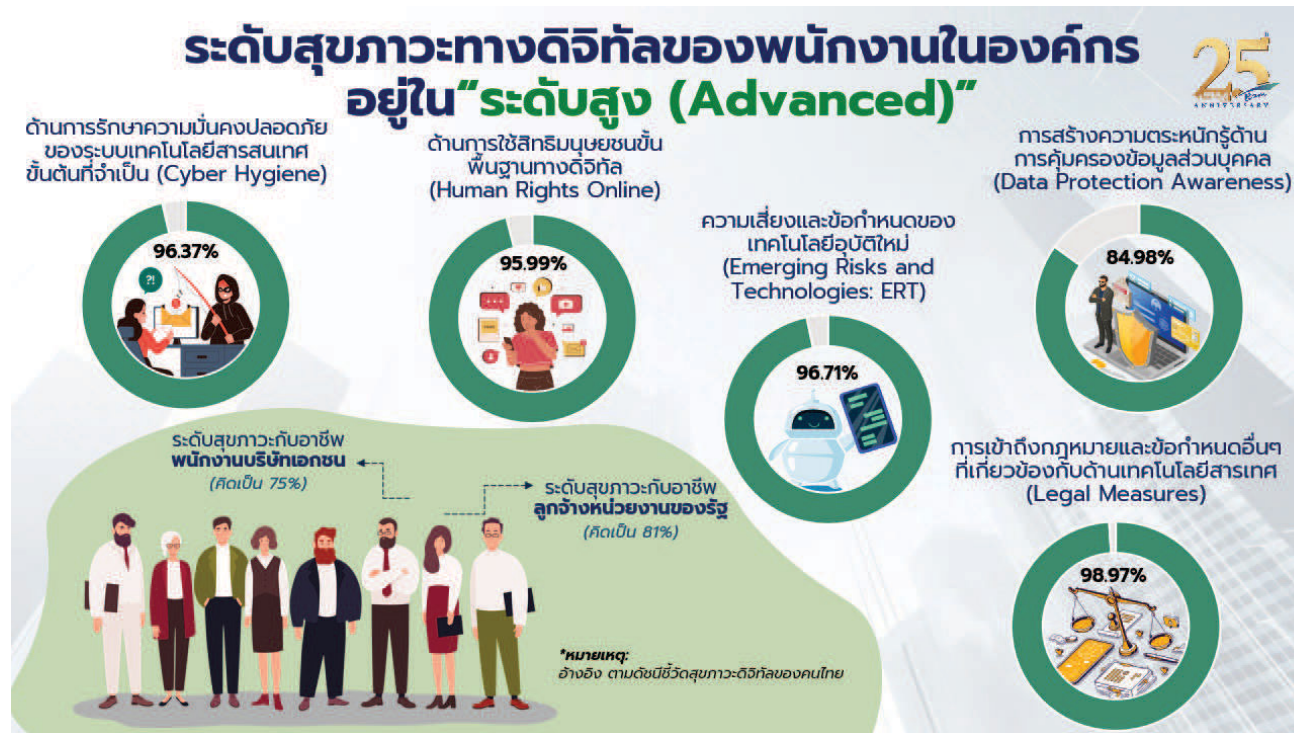 ระดับสุขภาวะทางดิจิทัลของพนักงานในองค์กร
อยู่ใน“ระดับสูง (Advanced)”
25
ANNIVERSARY
ด้านการรักษาความมั่นคงปลอดภัย
ของระบบเทคโนโลยีสารสนเทศ
ขั้นต้นที่จำเป็น (Cyber Hygiene)
96.37%
?!
ด้านการใช้สิทธิมนุษยชนขั้น
พื้นฐานทางดิจิทัล
(Human Rights Online)
95.99%
ความเสี่ยงและข้อกำหนดของ
เทคโนโลยีอุบัติใหม่
(Emerging Risks and
Technologies: ERT)
96.71%
การสร้างความตระหนักรู้ด้าน
การคุ้มครองข้อมูลส่วนบุคคล
(Data Protection Awareness)
84.98%
การเข้าถึงกฎหมายและข้อกำหนดอื่นๆ
ที่เกี่ยวข้องกับด้านเทคโนโลยีสารเทศ
(Legal Measures)
98.97%
ระดับสุขภาวะกับอาชีพ
พนักงานบริษัทเอกชน
(คิดเป็น 75%)
ระดับสุขภาวะกับอาชีพ
ลูกจ้างหน่วยงานของรัฐ
(คิดเป็น 81%)
*หมายเหตุ:
อ้างอิง ตามดัชนีชี้วัดสุขภาวะดิจิทัลของคนไทย